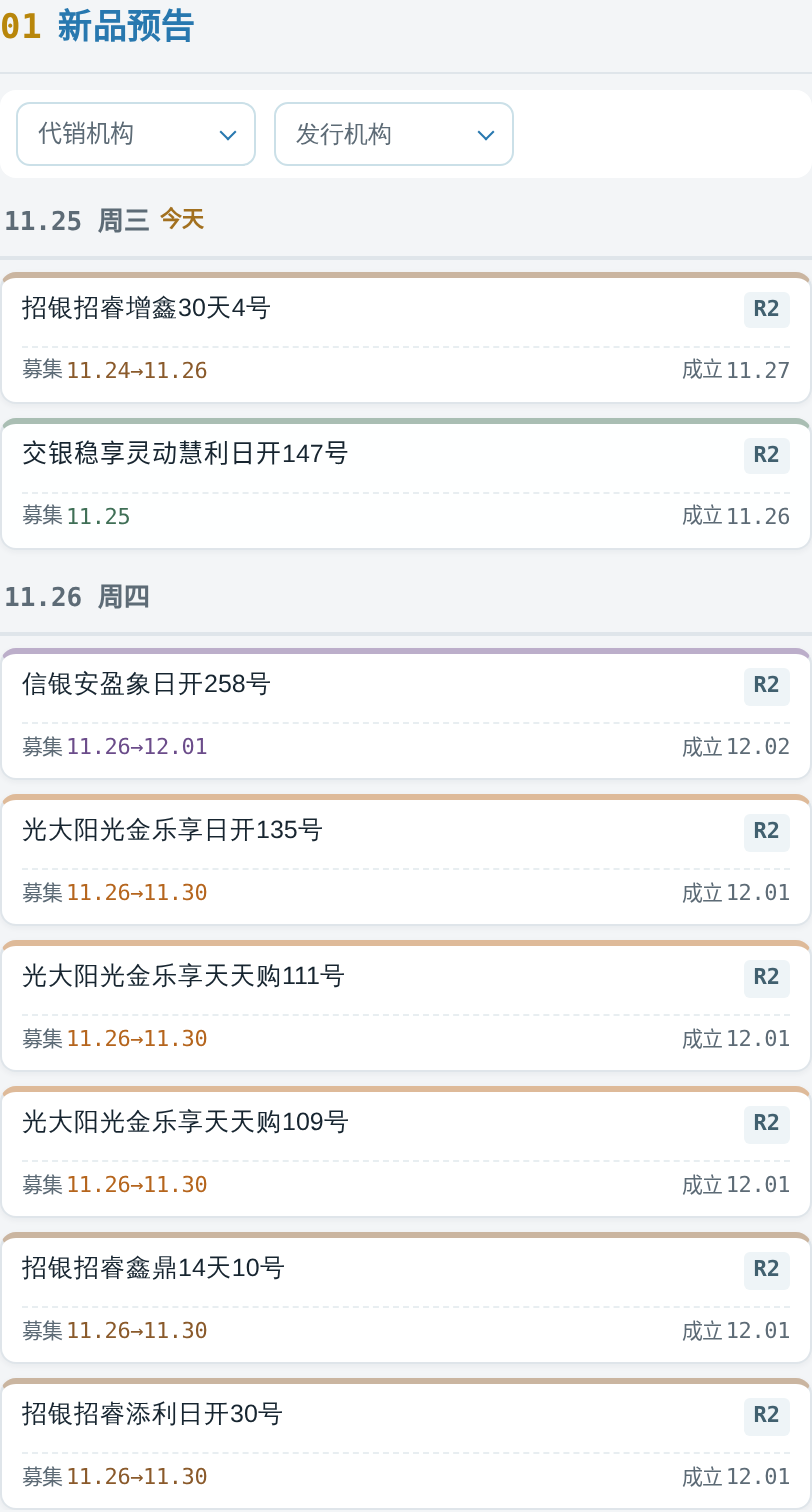 01 新品预告
代销机构 发行机构
11.25 周三 今天
招银招睿增鑫30天4号 R2
募集 11.24→11.26 成立 11.27
交银稳享灵动慧利日开147号 R2
募集 11.25 成立 11.26
11.26 周四
信银安盈象日开258号 R2
募集 11.26→12.01 成立 12.02
光大阳光金乐享日开135号 R2
募集 11.26→11.30 成立 12.01
光大阳光金乐享天天购111号 R2
募集 11.26→11.30 成立 12.01
光大阳光金乐享天天购109号 R2
募集 11.26→11.30 成立 12.01
招银招睿鑫鼎14天10号 R2
募集 11.26→11.30 成立 12.01
招银招睿添利日开30号 R2
募集 11.26→11.30 成立 12.01